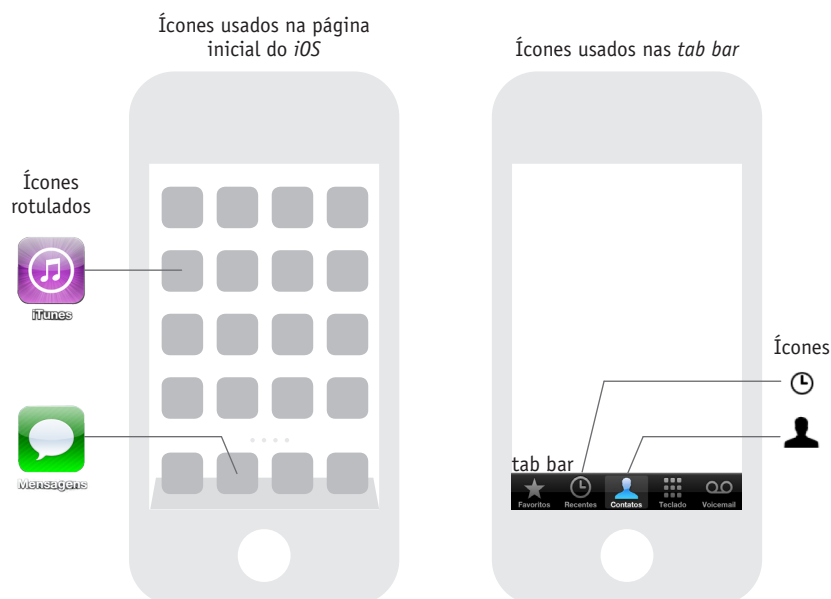 Ícones usados na página
inicial do iOS
Ícones usados nas tab bar
Ícones
rotulados
iTunes
Mensagens
Ícones
tab bar
Favoritos Recentes Contatos Teclado Voicemail